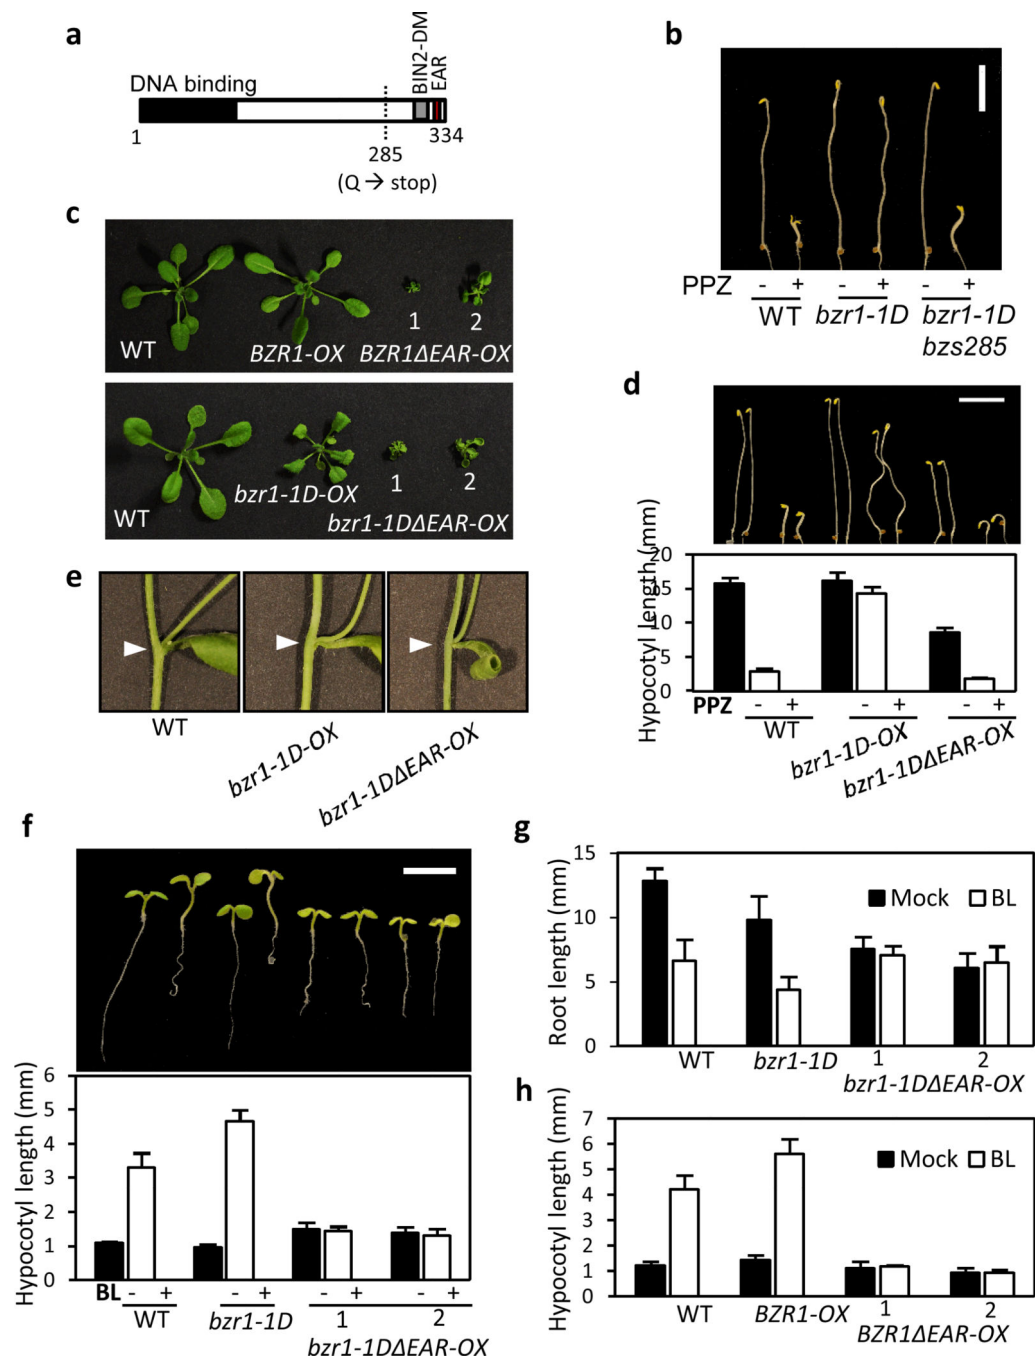 a
DNA binding
BIN2-DM
EAR
1
334
285
(Q → stop)
b
PPZ
- + - + - +
WT
bzr1-1D
bzr1-1D
bzs285
c
WT
BZR1-OX
1
2
BZR1ΔEAR-OX
WT
bzr1-1D-OX
1
2
bzr1-1DΔEAR-OX
d
Hypocotyl length (mm)
20
15
10
5
0
PPZ
- + - + - +
WT
bzr1-1D-OX
bzr1-1DΔEAR-OX
e
WT
bzr1-1D-OX
bzr1-1DΔEAR-OX
f
Hypocotyl length (mm)
6
5
4
3
2
1
0
BL - + - + - + - +
WT
bzr1-1D
1
2
bzr1-1DΔEAR-OX
g
Root length (mm)
15
10
5
0
Mock
BL
WT
bzr1-1D
1
2
bzr1-1DΔEAR-OX
h
Hypocotyl length (mm)
7
6
5
4
3
2
1
0
Mock
BL
WT
BZR1-OX
1
2
BZR1ΔEAR-OX